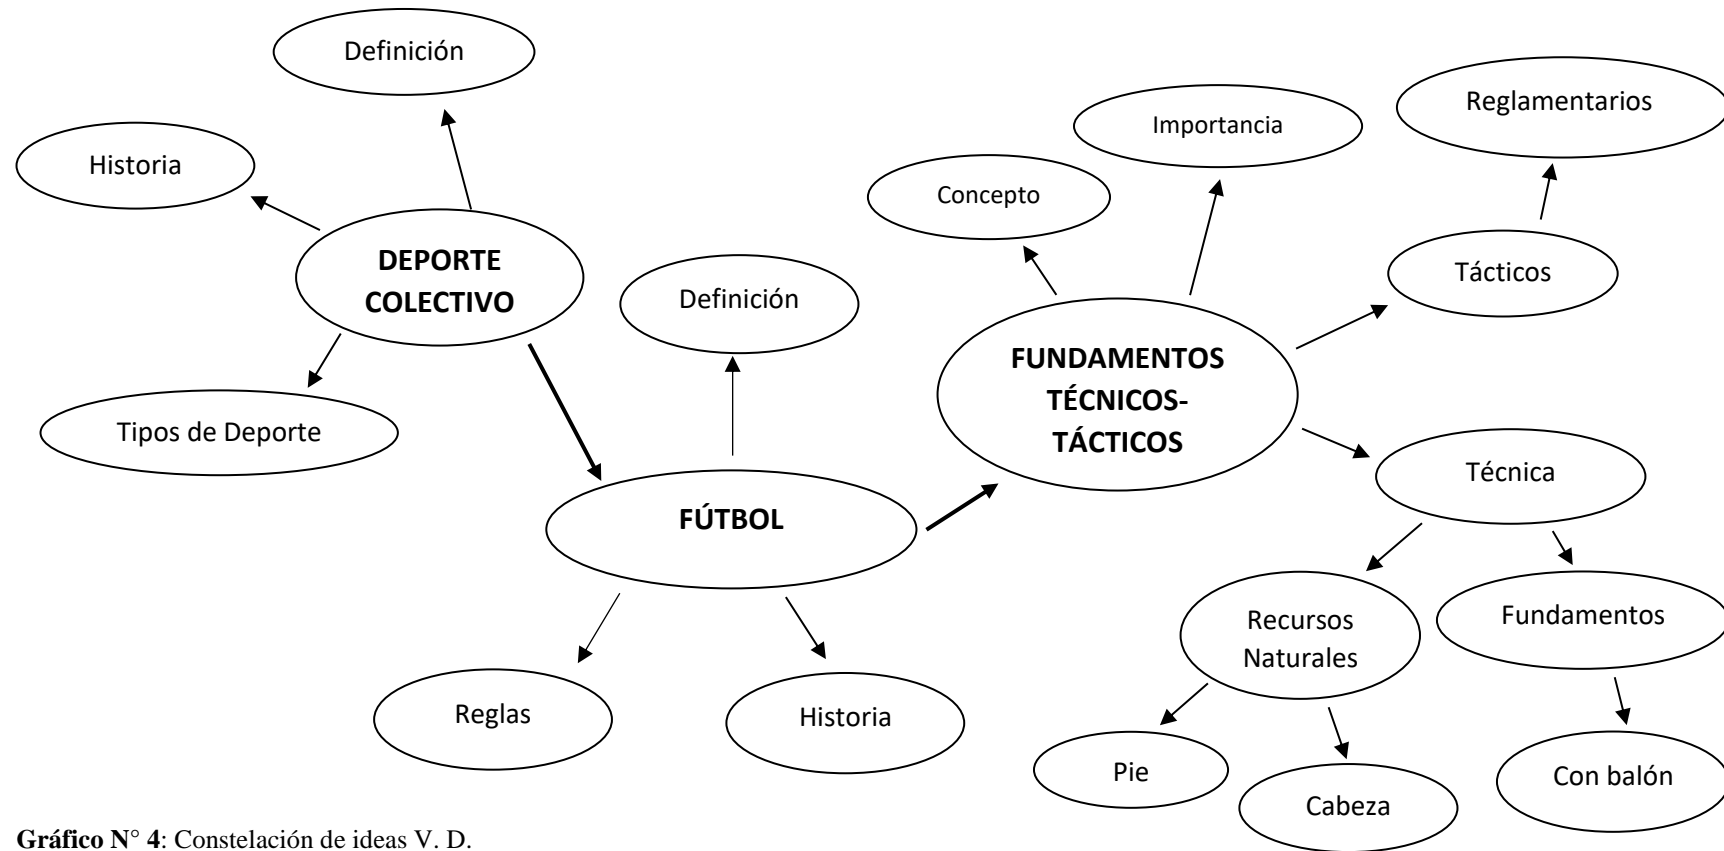 Definición
Historia
DEPORTE
COLECTIVO
Tipos de Deporte
Definición
FÚTBOL
Reglas
Historia
Concepto
Importancia
Reglamentarios
Tácticos
FUNDAMENTOS
TÉCNICOS-
TÁCTICOS
Técnica
Recursos
Naturales
Fundamentos
Pie
Cabeza
Con balón
Gráfico N° 4: Constelación de ideas V. D.